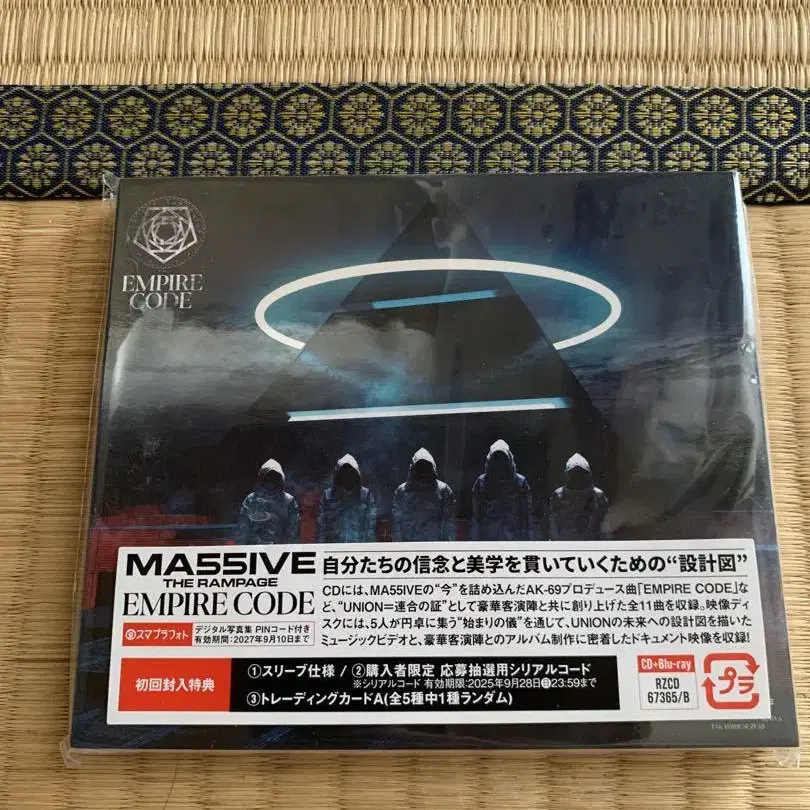 EMPIRE
CODE
MA55IVE
THE RAMPAGE
EMPIRE CODE
スマプラフォト
デジタル写真集 PINコード付き
有効期間:2027年9月10日まで
自分たちの信念と美学を貫いていくための“設計図”
CDには、MA55IVEの“今”を詰め込んだAK-69プロデュース曲「EMPIRE CODE」な
ど、“UNION=連合の証”として豪華客演陣と共に創り上げた全11曲を収録。映像ディ
スクには、5人が円卓に集う“始まりの儀”を通じて、UNIONの未来への設計図を描いた
ミュージックビデオと、豪華客演陣とのアルバム制作に密着したドキュメント映像を収録!
初回封入特典
①スリーブ仕様 / ②購入者限定 応募抽選用シリアルコード
※シリアルコード 有効期限:2025年9月28日㊐23:59まで
③トレーディングカードA(全5種中1種ランダム)
CD+Blu-ray
RZCD
67365/B
プラ